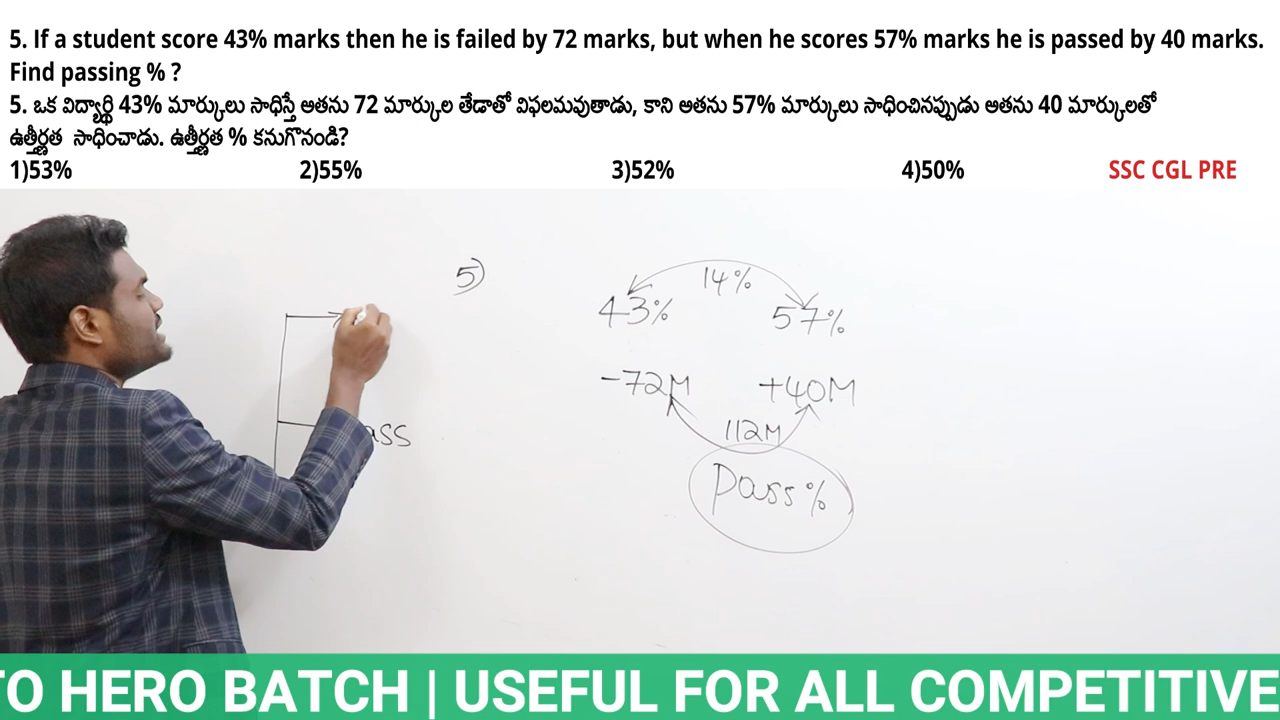 5. If a student score 43% marks then he is failed by 72 marks, but when he scores 57% marks he is passed by 40 marks.
Find passing % ?
5. ఒక విద్యార్థి 43% మార్కులు సాధిస్తే అతను 72 మార్కుల తేడాతో విఫలమవుతాడు, కాని అతను 57% మార్కులు సాధించినప్పుడు అతను 40 మార్కులతో
ఉత్తీర్ణత సాధించాడు. ఉత్తీర్ణత % కనుగొనండి?
1)53% 2)55% 3)52% 4)50% SSC CGL PRE
5)
14%
43% 57%
-72M +40M
112M
ass
Pass%
TO HERO BATCH | USEFUL FOR ALL COMPETITIVE